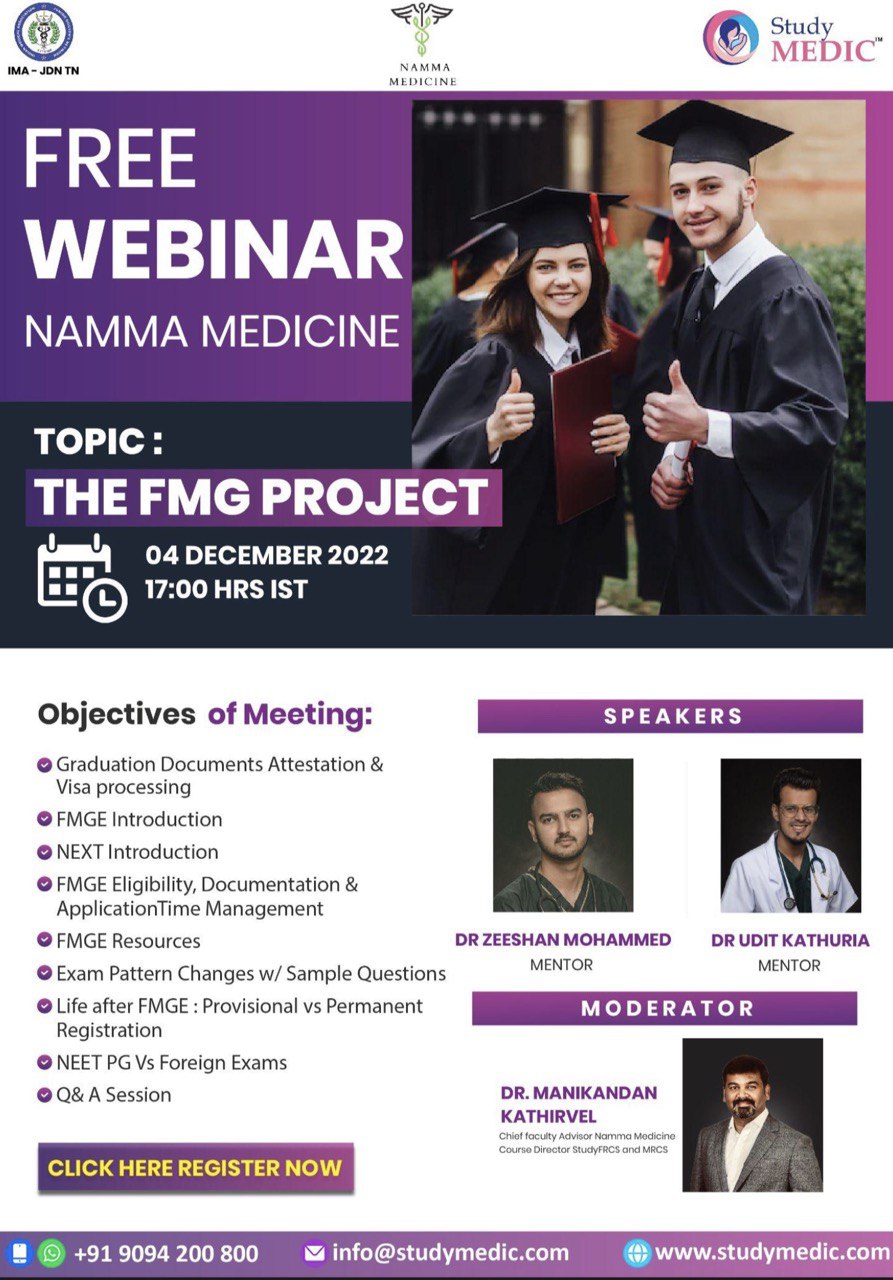 IMA - JDN TN
NAMMA
MEDICINE
Study
MEDIC™
FREE
WEBINAR
NAMMA MEDICINE
TOPIC :
THE FMG PROJECT
04 DECEMBER 2022
17:00 HRS IST
Objectives of Meeting:
Graduation Documents Attestation &
Visa processing
FMGE Introduction
NEXT Introduction
FMGE Eligibility, Documentation &
ApplicationTime Management
FMGE Resources
Exam Pattern Changes w/ Sample Questions
Life after FMGE : Provisional vs Permanent
Registration
NEET PG Vs Foreign Exams
Q& A Session
CLICK HERE REGISTER NOW
SPEAKERS
DR ZEESHAN MOHAMMED
MENTOR
DR UDIT KATHURIA
MENTOR
MODERATOR
DR. MANIKANDAN
KATHIRVEL
Chief faculty Advisor Namma Medicine
Course Director StudyFRCS and MRCS
+91 9094 200 800
info@studymedic.com
www.studymedic.com